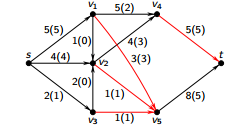 v1 5(2) v4
5(5) 5(5)
1(0) 4(3) 3(3)
s 4(4) v2 t
2(0)
2(1) 1(1) 8(5)
v3 1(1) v5